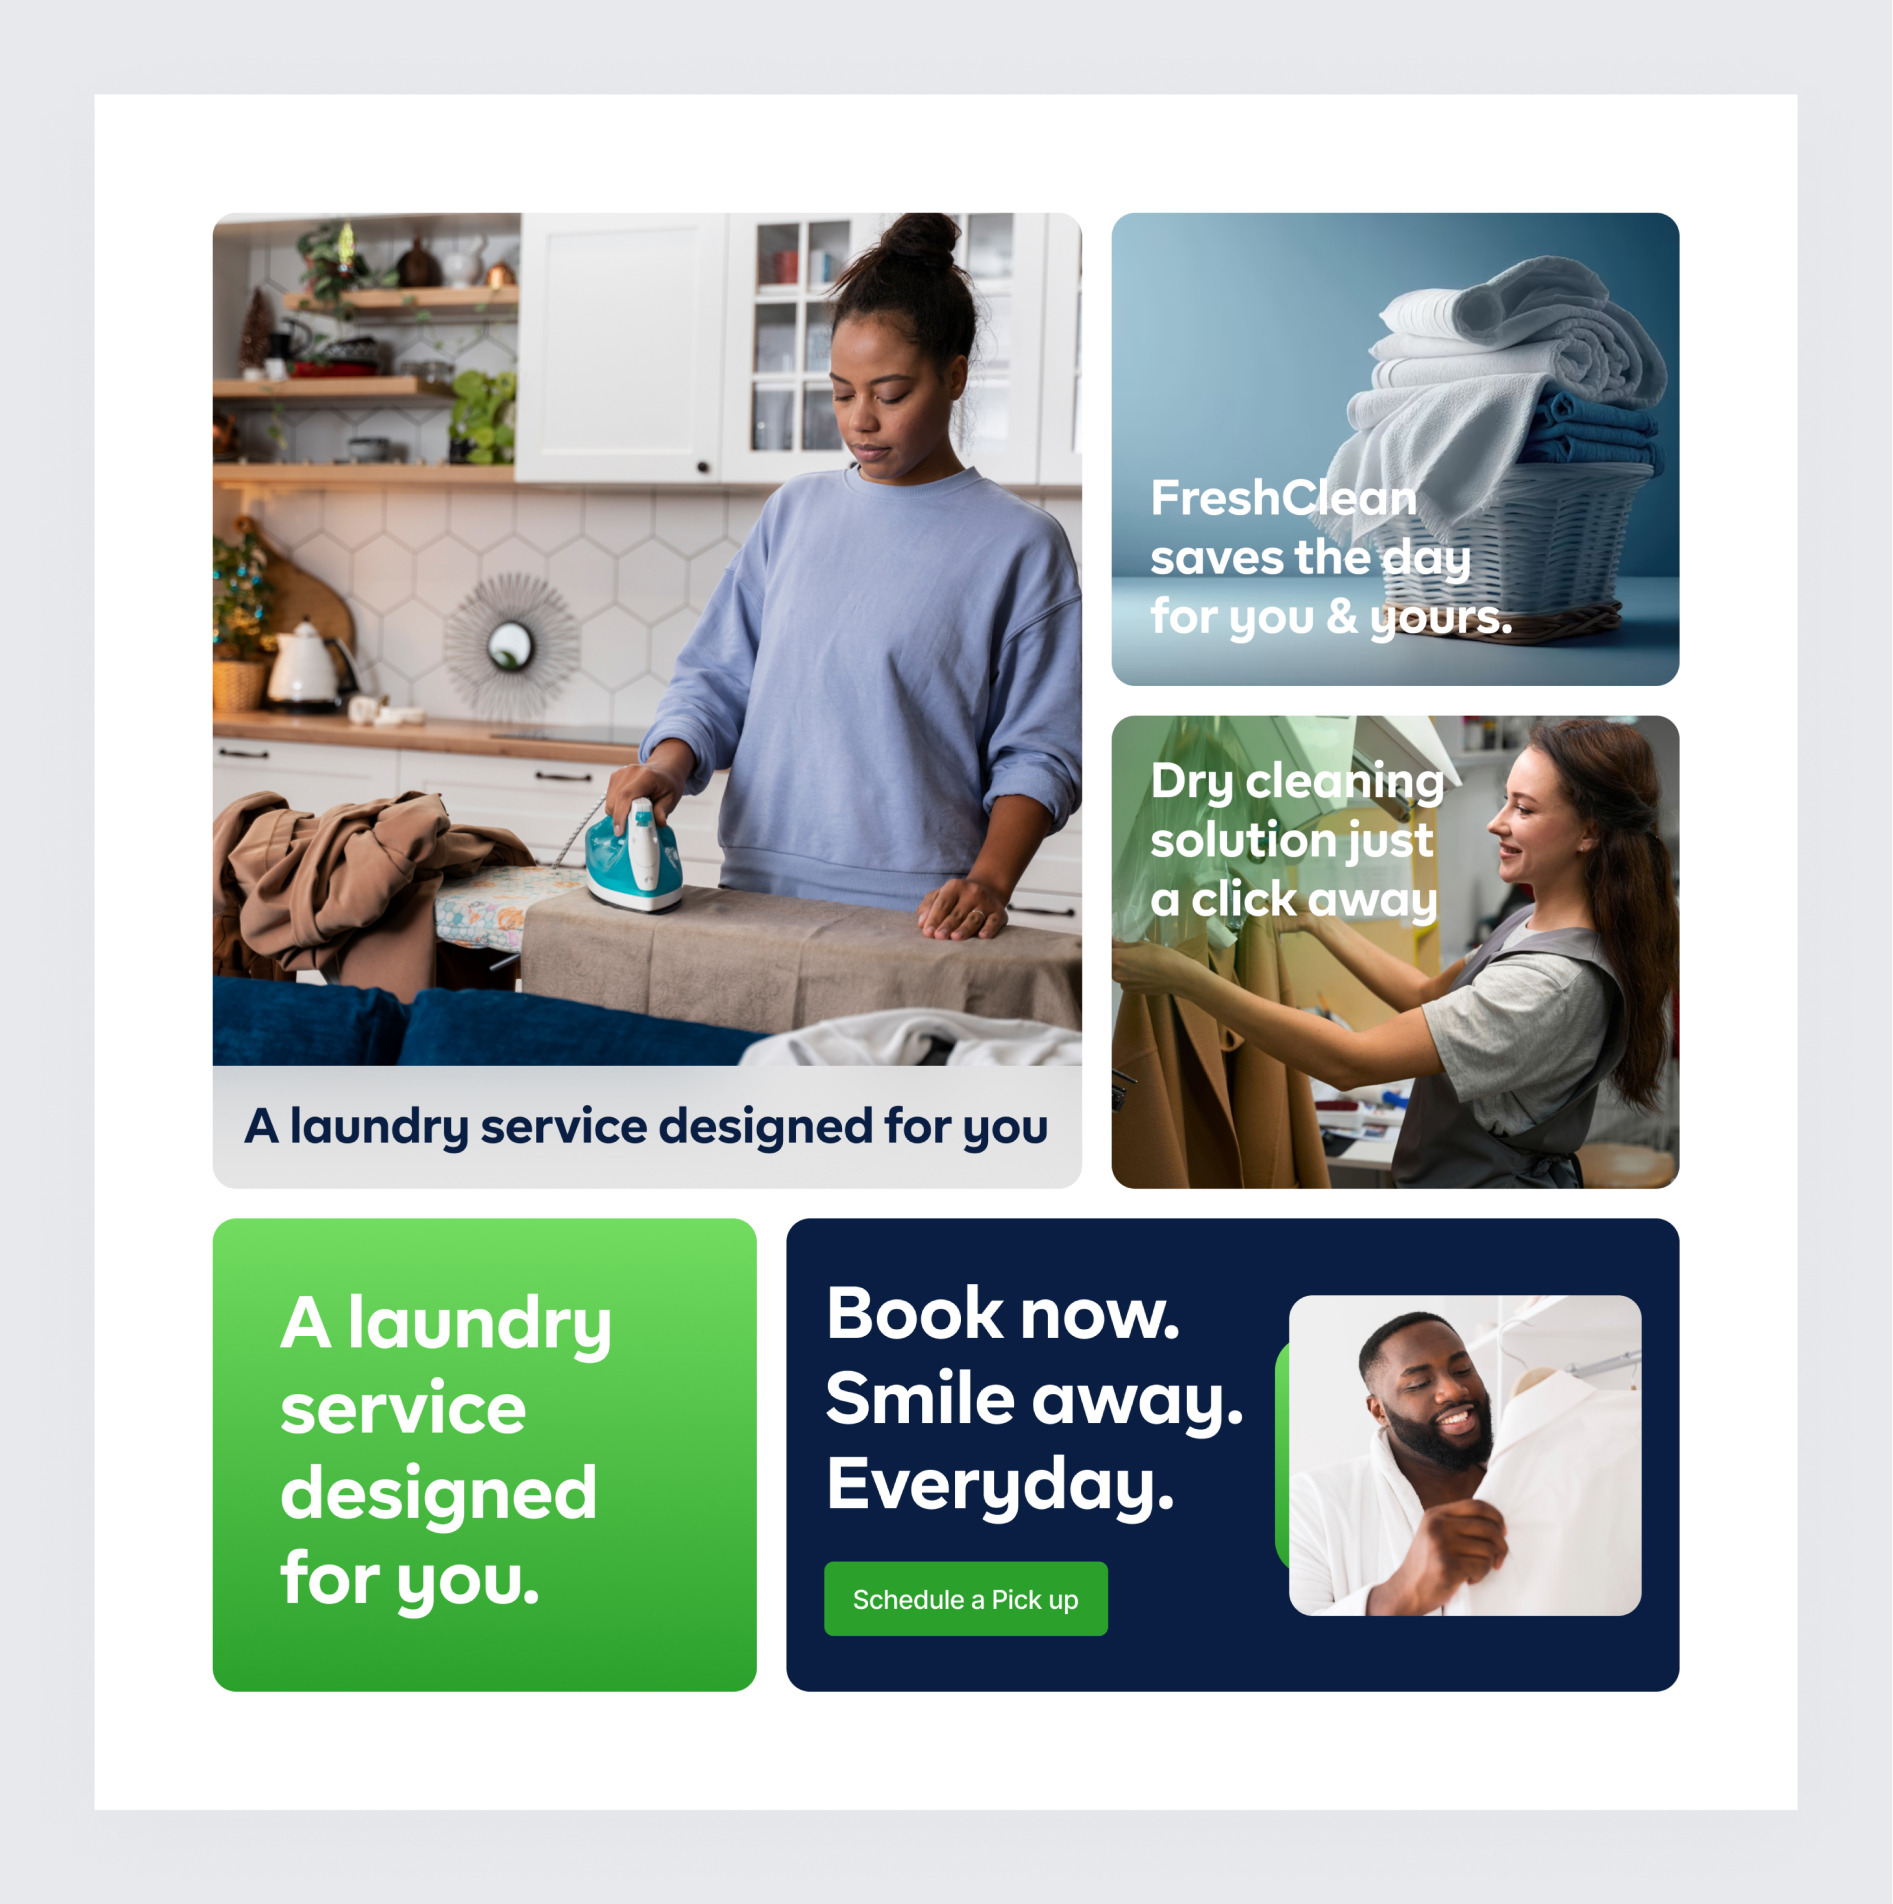 FreshClean
saves the day
for you & yours.
Dry cleaning
solution just
a click away
A laundry service designed for you
A laundry
service
designed
for you.
Book now.
Smile away.
Everyday.
Schedule a Pick up